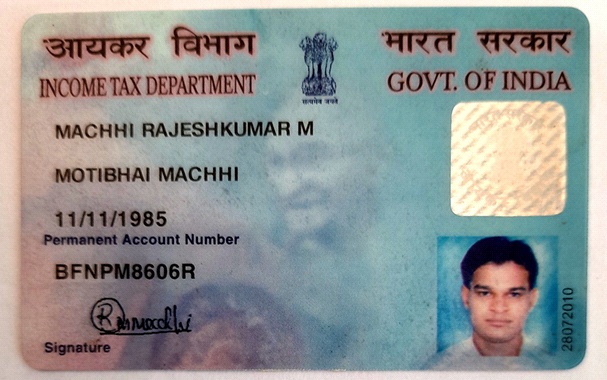 आयकर विभाग
INCOME TAX DEPARTMENT
सत्यमेव जयते
भारत सरकार
GOVT. OF INDIA
MACHHI RAJESHKUMAR M
MOTIBHAI MACHHI
11/11/1985
Permanent Account Number
BFNPM8606R
Signature
28072010